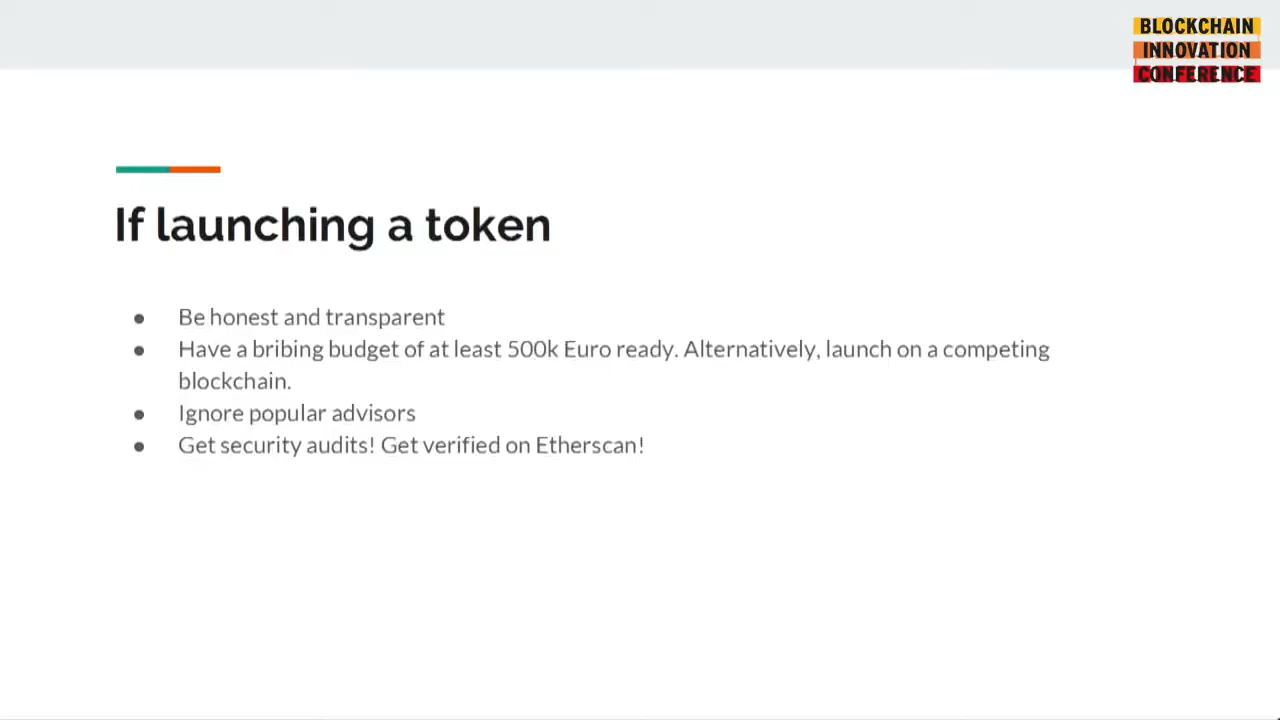 BLOCKCHAIN
INNOVATION
CONFERENCE
If launching a token
● Be honest and transparent
● Have a bribing budget of at least 500k Euro ready. Alternatively, launch on a competing
blockchain.
● Ignore popular advisors
● Get security audits! Get verified on Etherscan!